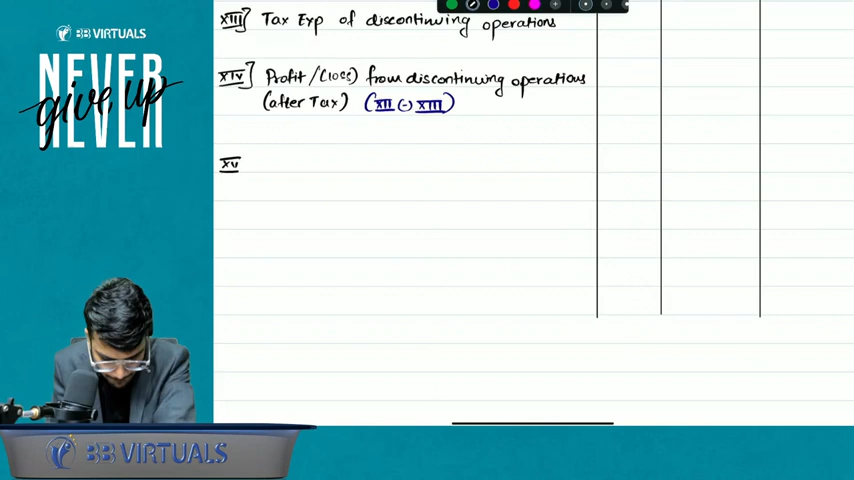 BB VIRTUALS
NEVER
give up
NEVER
XIII] Tax Exp of discontinuing operations
XIV] Profit/(loss) from discontinuing operations
(after Tax) (XII (-) XIII)
XV
BB VIRTUALS